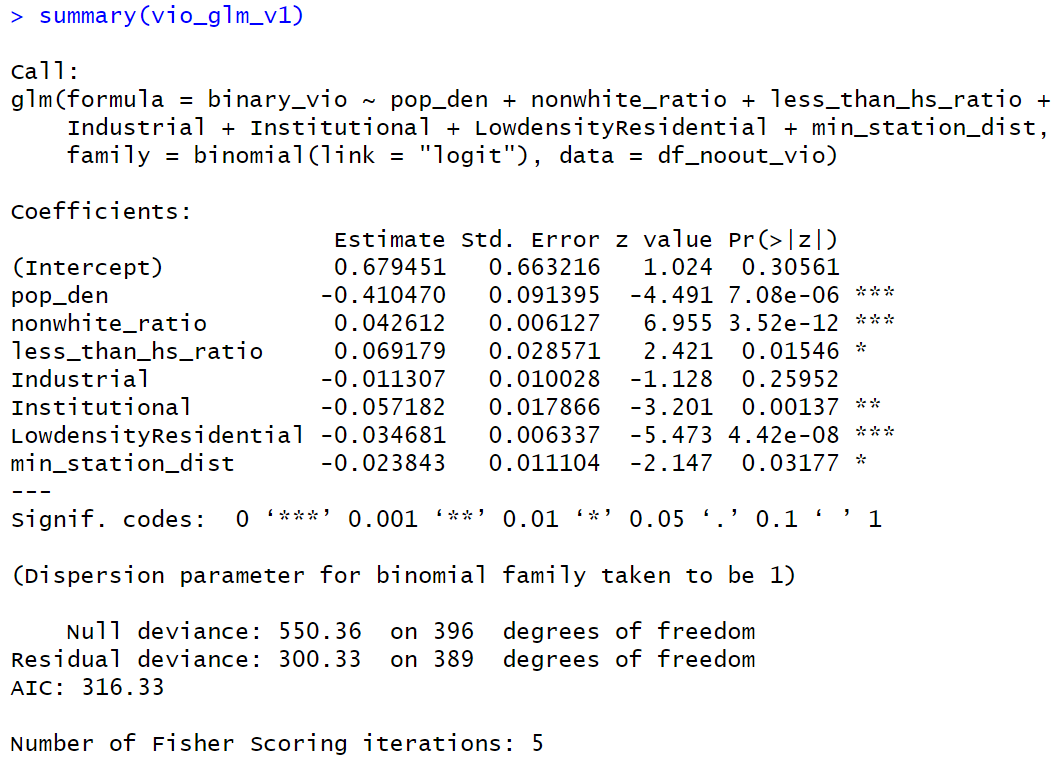 > summary(vio_glm_v1)

Call:
glm(formula = binary_vio ~ pop_den + nonwhite_ratio + less_than_hs_ratio +
    Industrial + Institutional + LowdensityResidential + min_station_dist,
    family = binomial(link = "logit"), data = df_noout_vio)

Coefficients:
                       Estimate Std. Error z value Pr(>|z|)
(Intercept)            0.679451   0.663216   1.024  0.30561
pop_den               -0.410470   0.091395  -4.491 7.08e-06 ***
nonwhite_ratio         0.042612   0.006127   6.955 3.52e-12 ***
less_than_hs_ratio     0.069179   0.028571   2.421  0.01546 *
Industrial            -0.011307   0.010028  -1.128  0.25952
Institutional         -0.057182   0.017866  -3.201  0.00137 **
LowdensityResidential -0.034681   0.006337  -5.473 4.42e-08 ***
min_station_dist      -0.023843   0.011104  -2.147  0.03177 *
---
Signif. codes:  0 ‘***’ 0.001 ‘**’ 0.01 ‘*’ 0.05 ‘.’ 0.1 ‘ ’ 1

(Dispersion parameter for binomial family taken to be 1)

    Null deviance: 550.36  on 396  degrees of freedom
Residual deviance: 300.33  on 389  degrees of freedom
AIC: 316.33

Number of Fisher Scoring iterations: 5